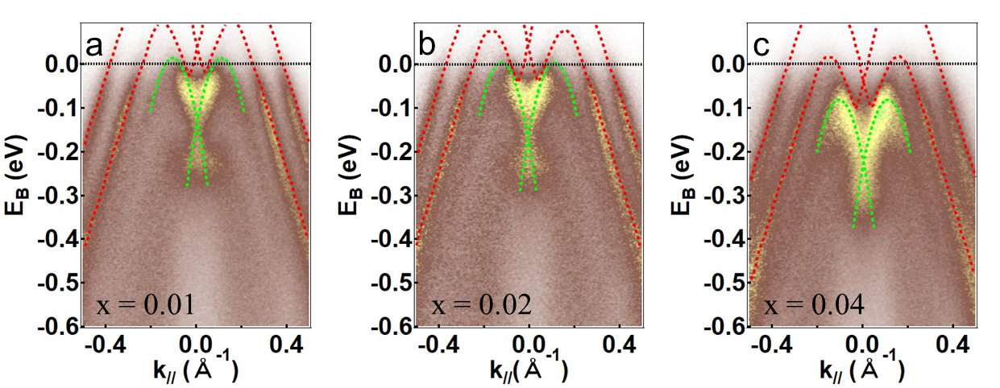 a
b
c
0.0
-0.1
-0.2
-0.3
-0.4
-0.5
-0.6
E_B (eV)
x = 0.01
-0.4 0.0 0.4
k_// ( Å⁻¹)
0.0
-0.1
-0.2
-0.3
-0.4
-0.5
-0.6
E_B (eV)
x = 0.02
-0.4 0.0 0.4
k_//( Å⁻¹)
0.0
-0.1
-0.2
-0.3
-0.4
-0.5
-0.6
E_B (eV)
x = 0.04
-0.4 0.0 0.4
k_// ( Å⁻¹)